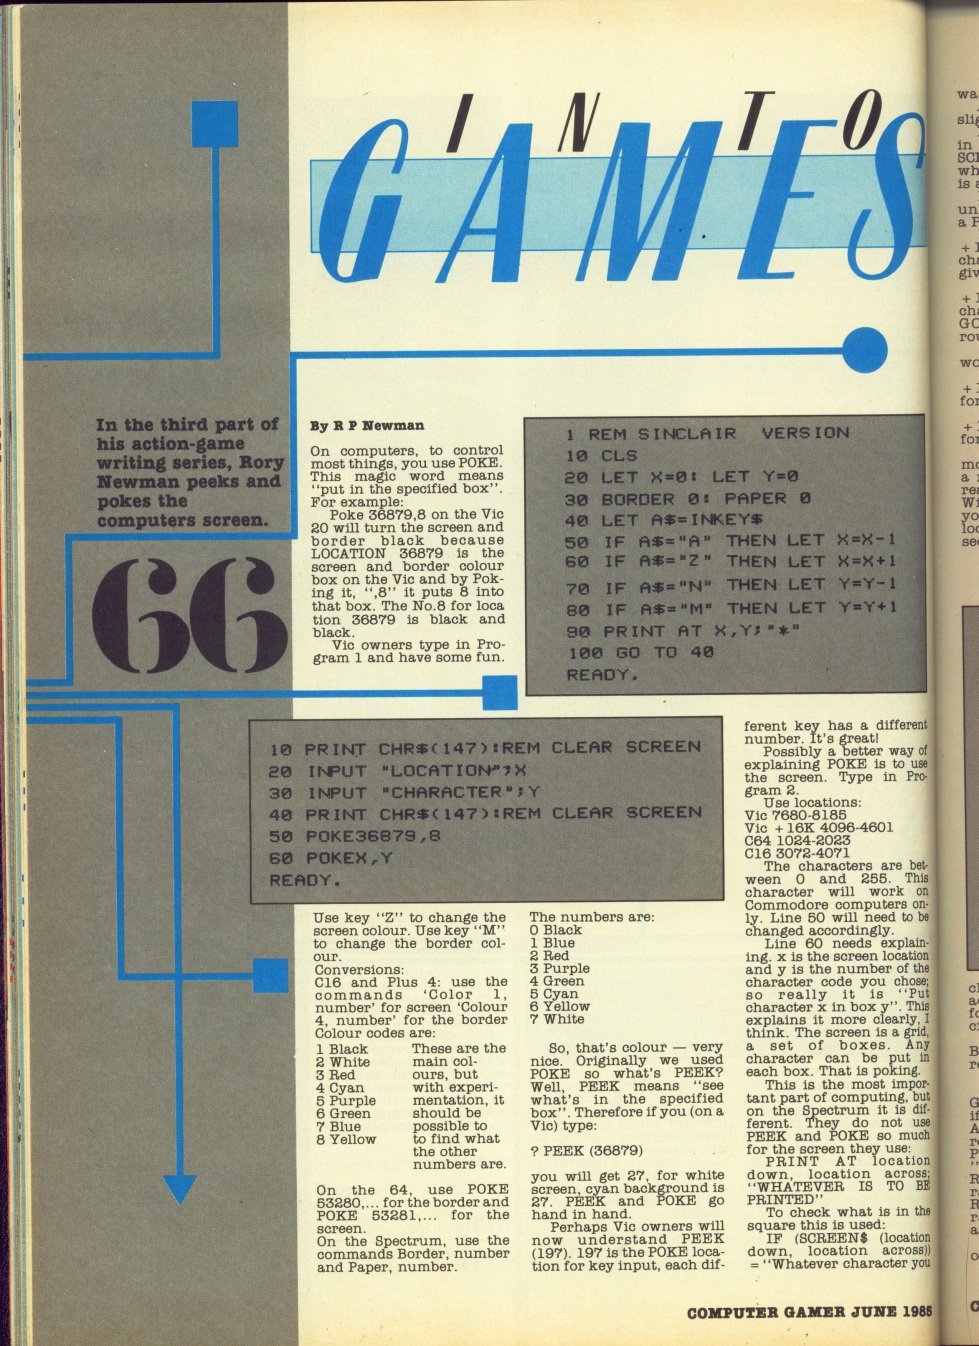 INTO
GAMES
In the third part of
his action-game
writing series, Rory
Newman peeks and
pokes the
computers screen.
66
By R P Newman
On computers, to control
most things, you use POKE.
This magic word means
“put in the specified box”.
For example:
Poke 36879,8 on the Vic
20 will turn the screen and
border black because
LOCATION 36879 is the
screen and border colour
box on the Vic and by Pok-
ing it, “,8” it puts 8 into
that box. The No.8 for loca
tion 36879 is black and
black.
Vic owners type in Pro-
gram 1 and have some fun.
1 REM SINCLAIR VERSION
10 CLS
20 LET X=0: LET Y=0
30 BORDER 0: PAPER 0
40 LET A$=INKEY$
50 IF A$="A" THEN LET X=X-1
60 IF A$="Z" THEN LET X=X+1
70 IF A$="N" THEN LET Y=Y-1
80 IF A$="M" THEN LET Y=Y+1
90 PRINT AT X,Y;"*"
100 GO TO 40
READY.
10 PRINT CHR$(147):REM CLEAR SCREEN
20 INPUT "LOCATION";X
30 INPUT "CHARACTER";Y
40 PRINT CHR$(147):REM CLEAR SCREEN
50 POKE36879,8
60 POKEX,Y
READY.
Use key “Z” to change the
screen colour. Use key “M”
to change the border col-
our.
Conversions:
C16 and Plus 4: use the
commands ‘Color 1,
number’ for screen ‘Colour
4, number’ for the border
Colour codes are:
1 Black
2 White
3 Red
4 Cyan
5 Purple
6 Green
7 Blue
8 Yellow
These are the
main col-
ours, but
with experi-
mentation, it
should be
possible to
to find what
the other
numbers are.
On the 64, use POKE
53280,... for the border and
POKE 53281,... for the
screen.
On the Spectrum, use the
commands Border, number
and Paper, number.
The numbers are:
0 Black
1 Blue
2 Red
3 Purple
4 Green
5 Cyan
6 Yellow
7 White
So, that's colour — very
nice. Originally we used
POKE so what's PEEK?
Well, PEEK means “see
what's in the specified
box”. Therefore if you (on a
Vic) type:
? PEEK (36879)
you will get 27, for white
screen, cyan background is
27. PEEK and POKE go
hand in hand.
Perhaps Vic owners will
now understand PEEK
(197). 197 is the POKE loca-
tion for key input, each dif-
ferent key has a different
number. It's great!
Possibly a better way of
explaining POKE is to use
the screen. Type in Pro-
gram 2.
Use locations:
Vic 7680-8185
Vic + 16K 4096-4601
C64 1024-2023
C16 3072-4071
The characters are bet-
ween 0 and 255. This
character will work on
Commodore computers on-
ly. Line 50 will need to be
changed accordingly.
Line 60 needs explain-
ing. x is the screen location
and y is the number of the
character code you chose;
so really it is “Put
character x in box y”. This
explains it more clearly, I
think. The screen is a grid,
a set of boxes. Any
character can be put in
each box. That is poking.
This is the most impor-
tant part of computing, but
on the Spectrum it is dif-
ferent. They do not use
PEEK and POKE so much
for the screen they use:
PRINT AT location
down, location across;
“WHATEVER IS TO BE
PRINTED”
To check what is in the
square this is used:
IF (SCREEN$ (location
down, location across))
= “Whatever character you
COMPUTER GAMER JUNE 1985